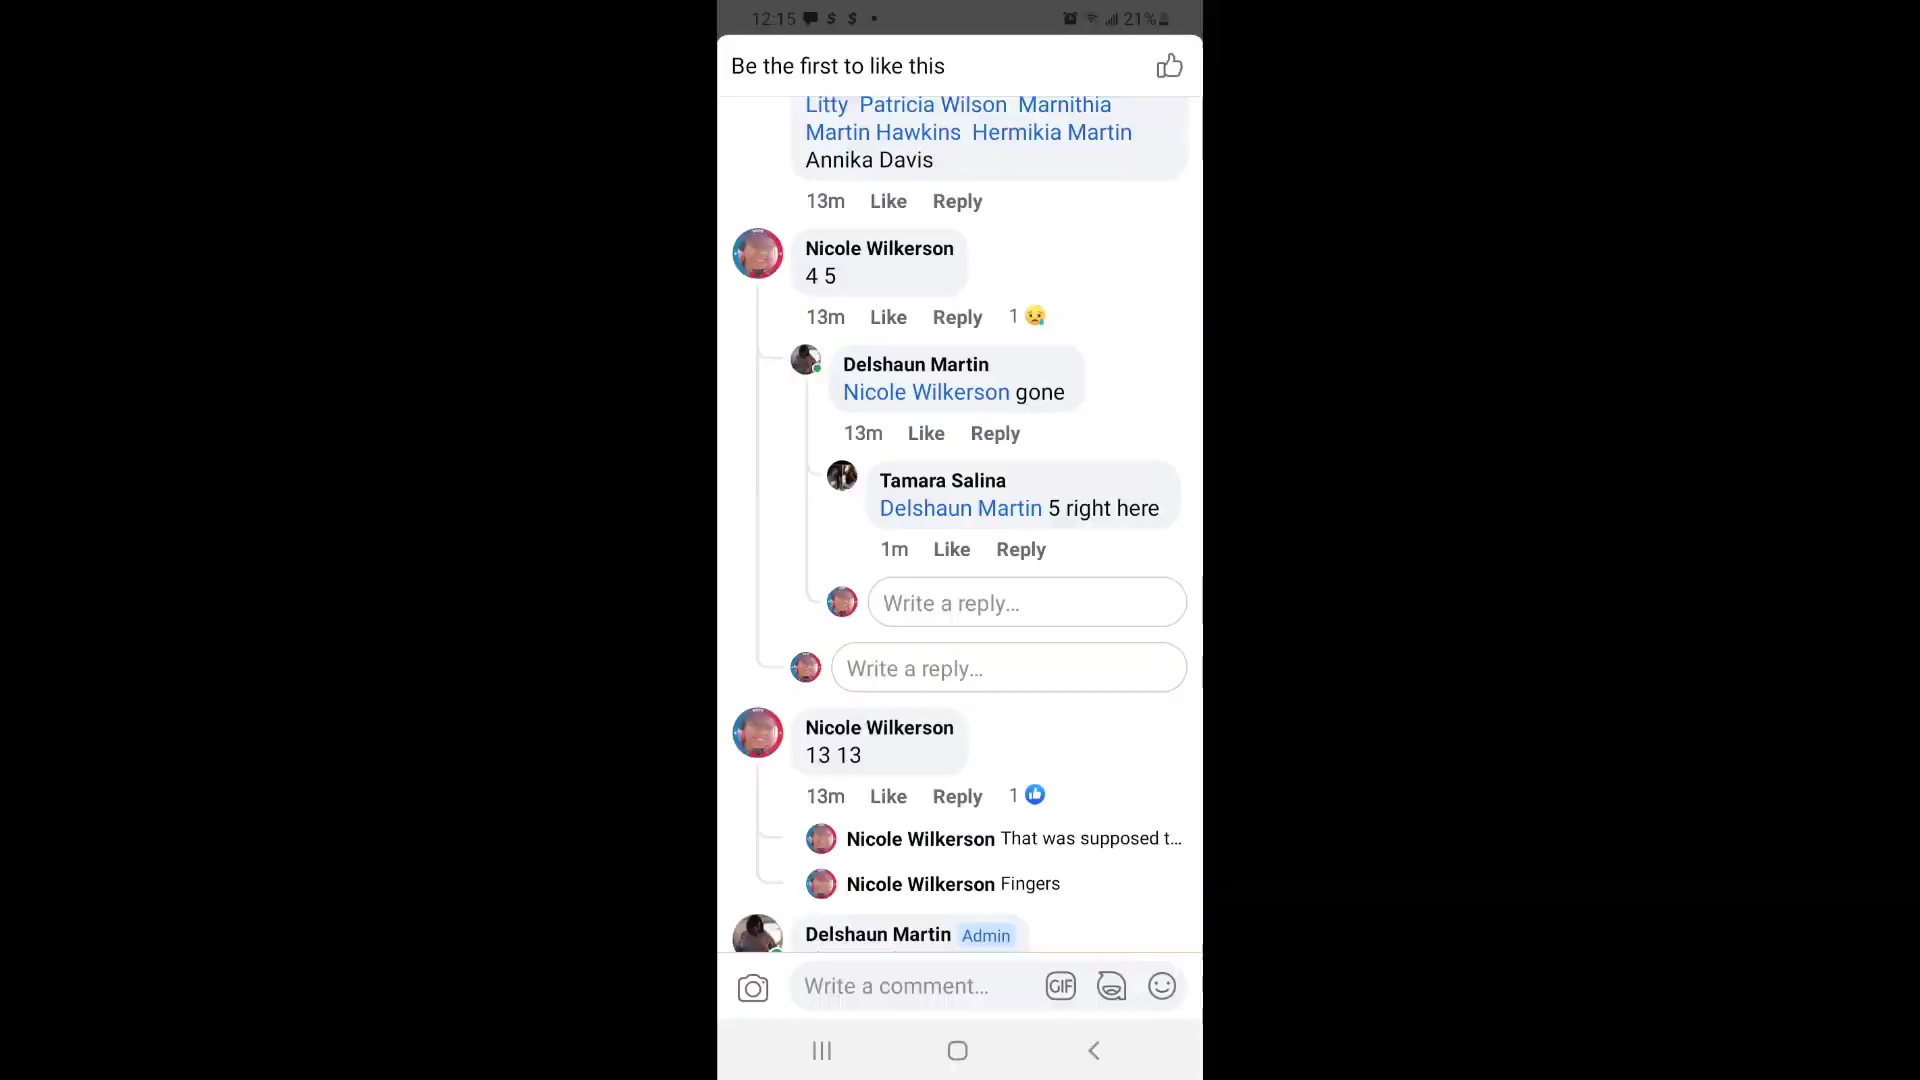 12:15 $ $ • 21%
Be the first to like this
Litty Patricia Wilson Marnithia
Martin Hawkins Hermikia Martin
Annika Davis
13m Like Reply
Nicole Wilkerson
4 5
13m Like Reply 1
Delshaun Martin
Nicole Wilkerson gone
13m Like Reply
Tamara Salina
Delshaun Martin 5 right here
1m Like Reply
Write a reply...
Write a reply...
Nicole Wilkerson
13 13
13m Like Reply 1
Nicole Wilkerson That was supposed t...
Nicole Wilkerson Fingers
Delshaun Martin Admin
Write a comment... GIF